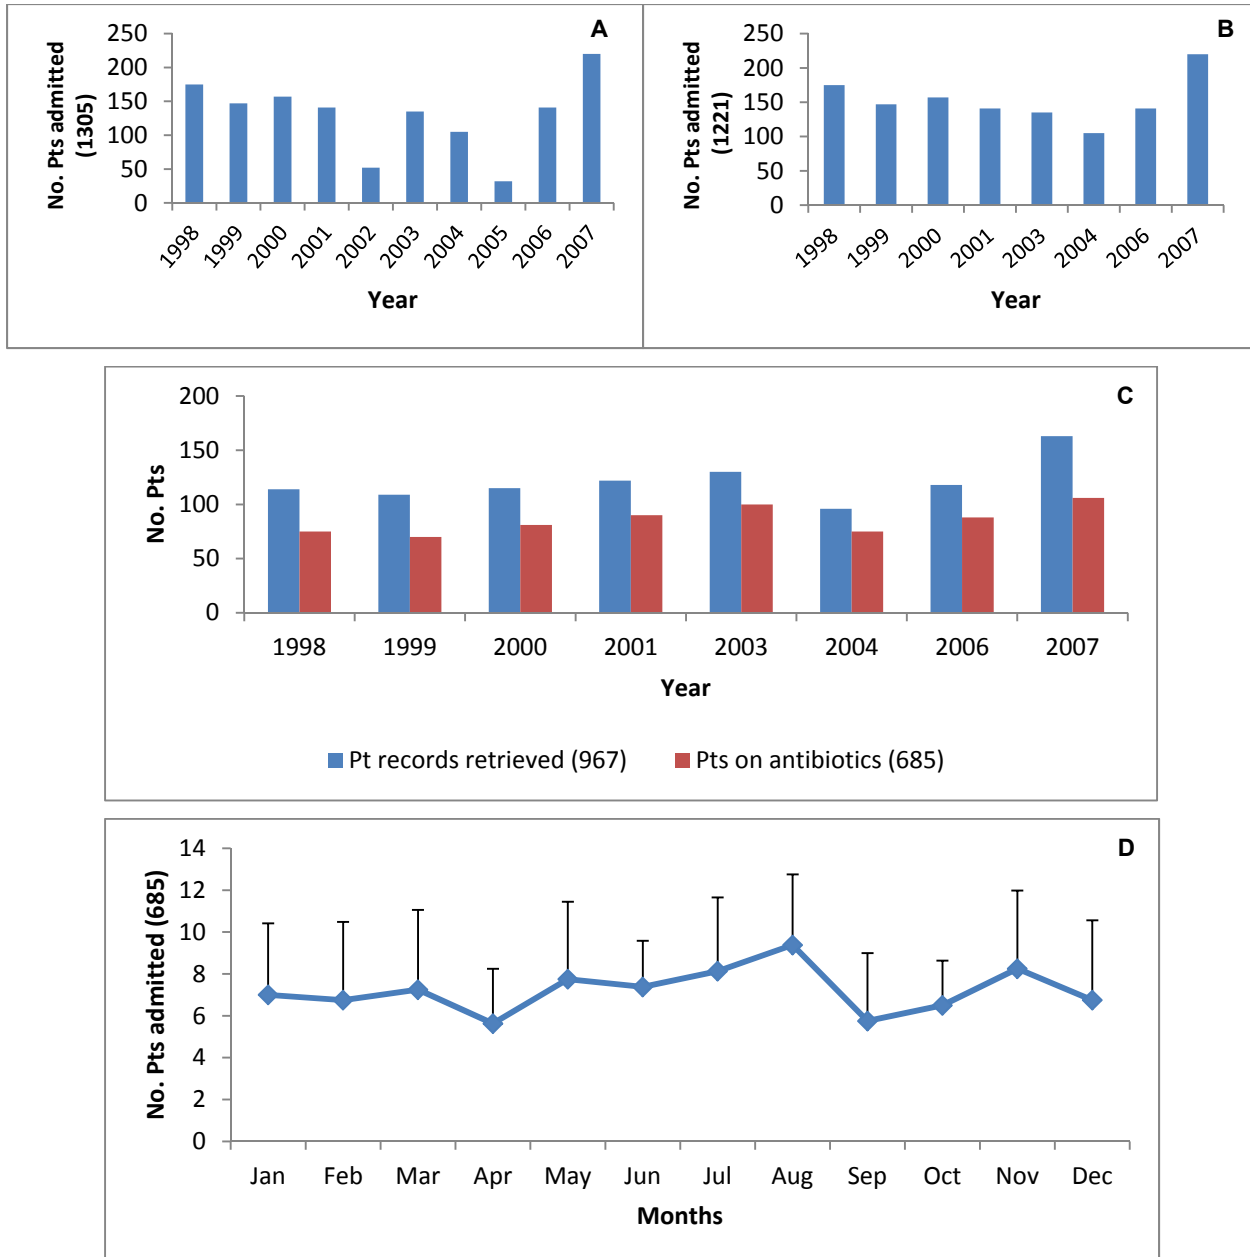 A
No. Pts admitted
(1305)
250
200
150
100
50
0
1998 1999 2000 2001 2002 2003 2004 2005 2006 2007
Year
B
No. Pts admitted
(1221)
250
200
150
100
50
0
1998 1999 2000 2001 2003 2004 2006 2007
Year
C
No. Pts
200
150
100
50
0
1998 1999 2000 2001 2003 2004 2006 2007
Year
Pt records retrieved (967) Pts on antibiotics (685)
D
No. Pts admitted (685)
14
12
10
8
6
4
2
0
Jan Feb Mar Apr May Jun Jul Aug Sep Oct Nov Dec
Months